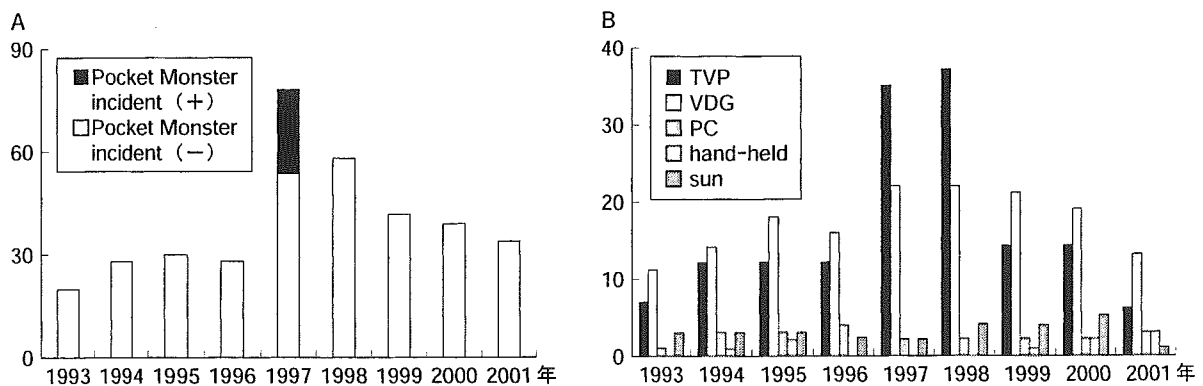 A
90
60
30
0
Pocket Monster
incident (+)
Pocket Monster
incident (−)
1993 1994 1995 1996 1997 1998 1999 2000 2001 年
B
40
30
20
10
0
TVP
VDG
PC
hand-held
sun
1993 1994 1995 1996 1997 1998 1999 2000 2001 年